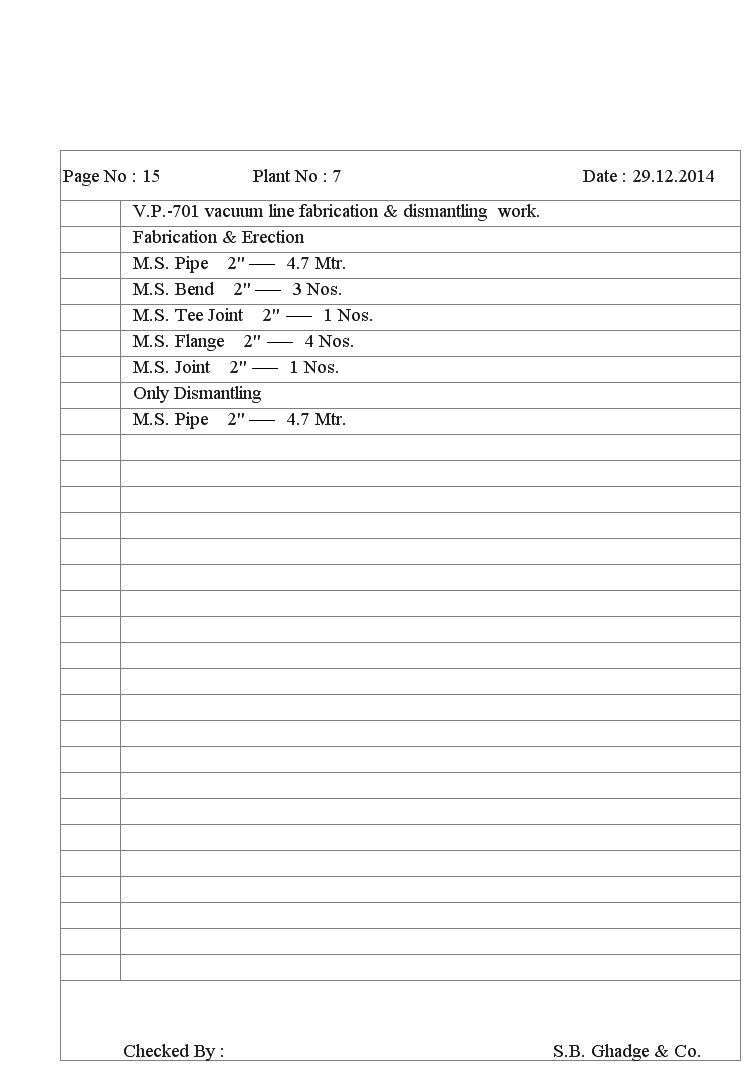 Page No : 15 Plant No : 7 Date : 29.12.2014
V.P.-701 vacuum line fabrication & dismantling work.
Fabrication & Erection
M.S. Pipe 2" —– 4.7 Mtr.
M.S. Bend 2" —– 3 Nos.
M.S. Tee Joint 2" —– 1 Nos.
M.S. Flange 2" —– 4 Nos.
M.S. Joint 2" —– 1 Nos.
Only Dismantling
M.S. Pipe 2" —– 4.7 Mtr.
Checked By : S.B. Ghadge & Co.